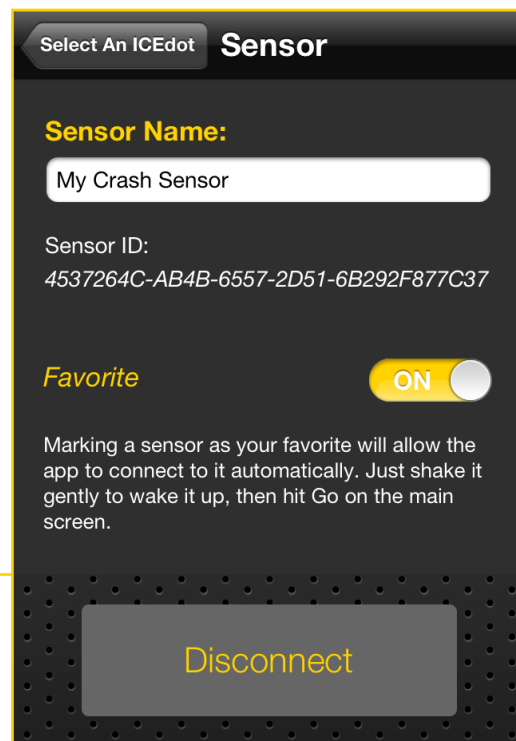 Select An ICEdot Sensor
Sensor Name:
My Crash Sensor
Sensor ID:
4537264C-AB4B-6557-2D51-6B292F877C37
Favorite ON
Marking a sensor as your favorite will allow the
app to connect to it automatically. Just shake it
gently to wake it up, then hit Go on the main
screen.
Disconnect